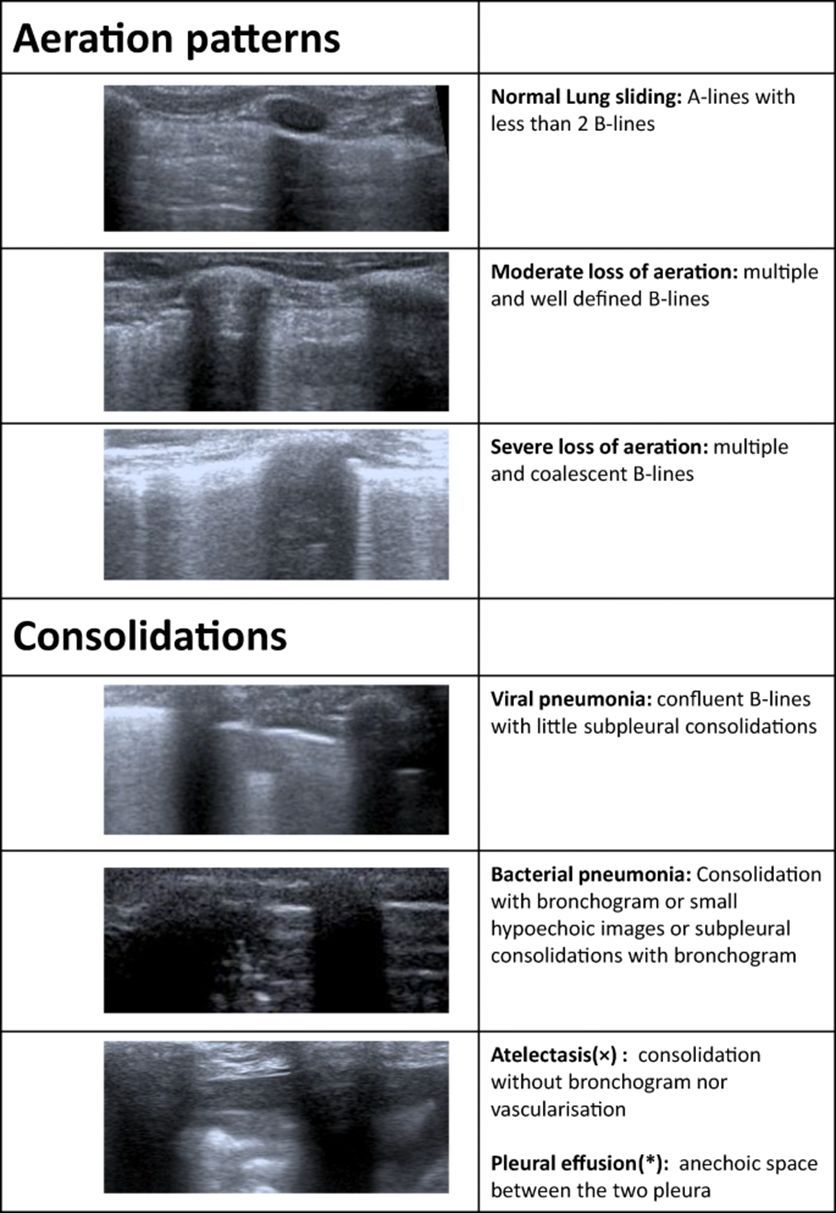 Aeration patterns
Normal Lung sliding: A-lines with
less than 2 B-lines
Moderate loss of aeration: multiple
and well defined B-lines
Severe loss of aeration: multiple
and coalescent B-lines
Consolidations
Viral pneumonia: confluent B-lines
with little subpleural consolidations
Bacterial pneumonia: Consolidation
with bronchogram or small
hypoechoic images or subpleural
consolidations with bronchogram
Atelectasis(×) : consolidation
without bronchogram nor
vascularisation
Pleural effusion(*): anechoic space
between the two pleura